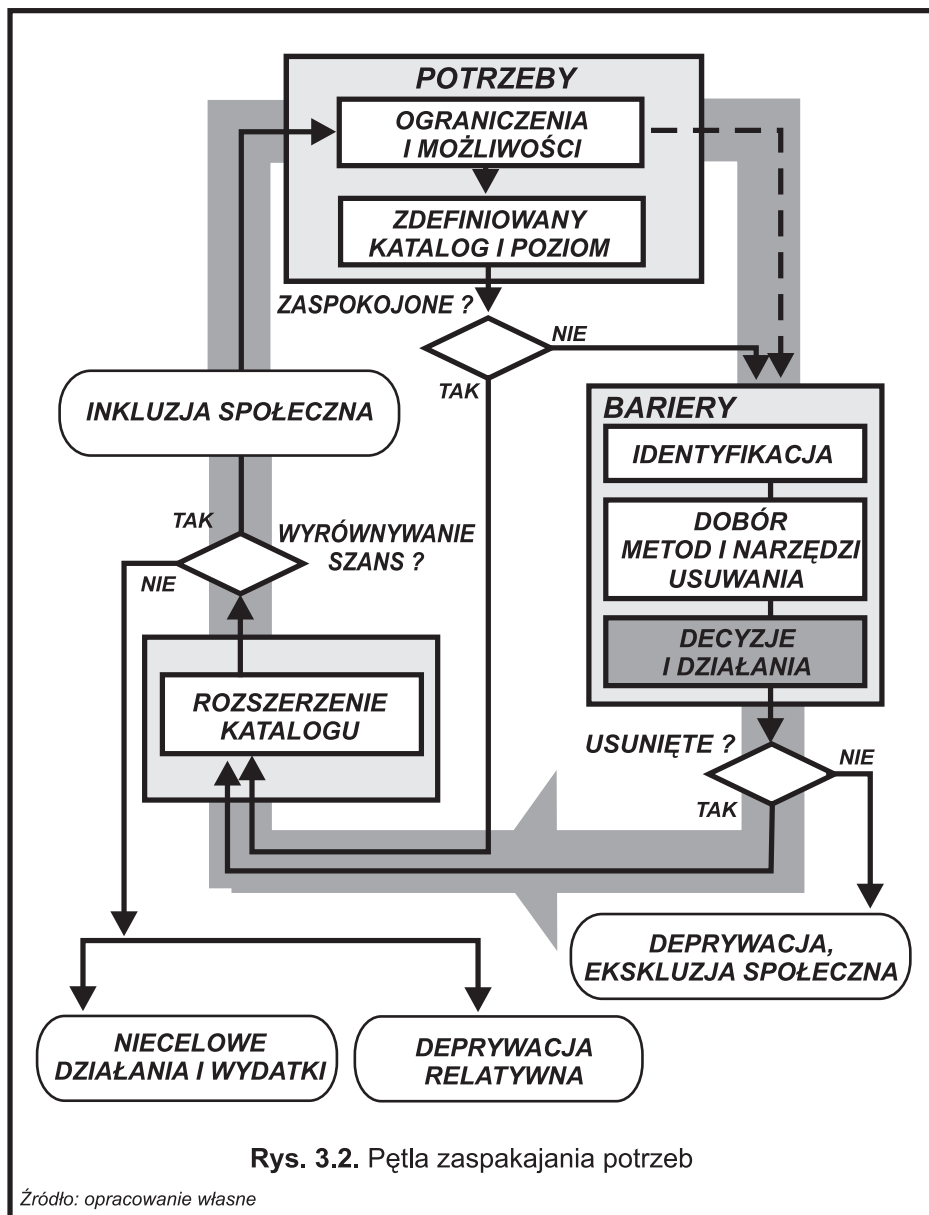 POTRZEBY
OGRANICZENIA
I MOŻLIWOŚCI
ZDEFINIOWANY
KATALOG I POZIOM
ZASPOKOJONE ?
NIE
TAK
BARIERY
IDENTYFIKACJA
DOBÓR
METOD I NARZĘDZI
USUWANIA
DECYZJE
I DZIAŁANIA
USUNIĘTE ?
NIE
TAK
INKLUZJA SPOŁECZNA
TAK
WYRÓWNYWANIE
SZANS ?
NIE
ROZSZERZENIE
KATALOGU
DEPRYWACJA,
EKSKLUZJA SPOŁECZNA
NIECELOWE
DZIAŁANIA I WYDATKI
DEPRYWACJA
RELATYWNA
Rys. 3.2. Pętla zaspakajania potrzeb
Źródło: opracowanie własne